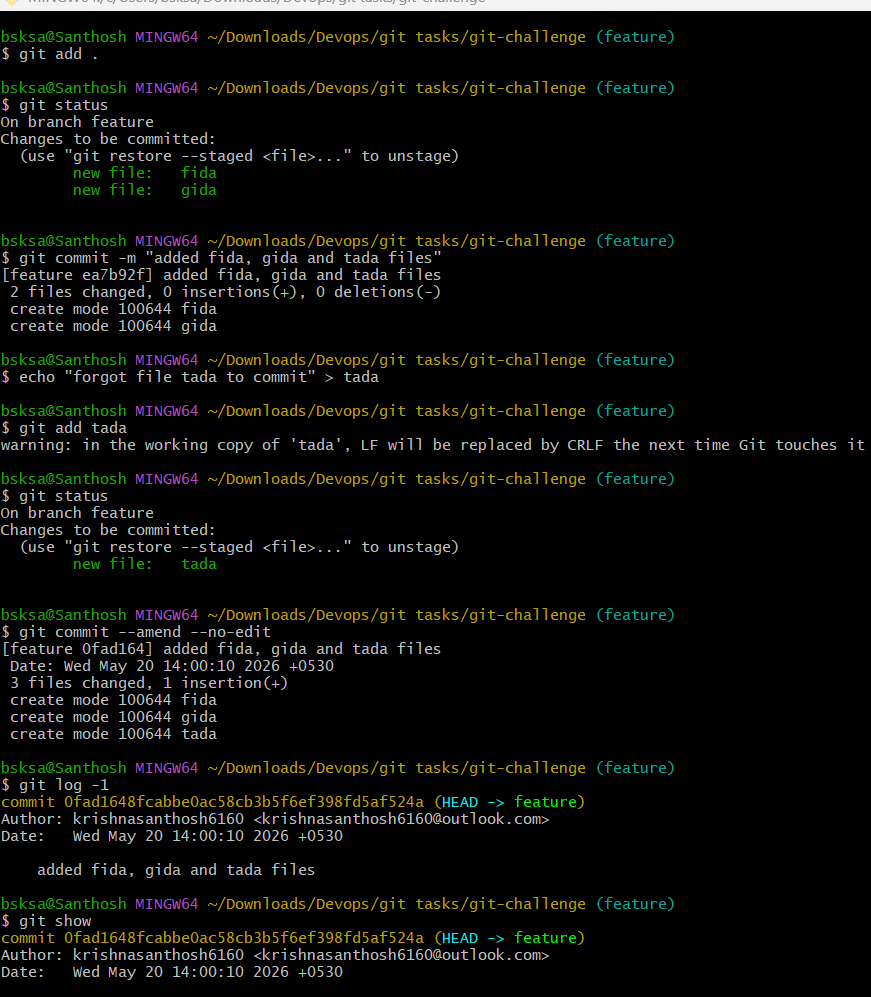 MINGW64:/c/Users/bsksa/Downloads/Devops/git tasks/git-challenge
bsksa@Santhosh MINGW64 ~/Downloads/Devops/git tasks/git-challenge (feature)
$ git add .
bsksa@Santhosh MINGW64 ~/Downloads/Devops/git tasks/git-challenge (feature)
$ git status
On branch feature
Changes to be committed:
  (use "git restore --staged <file>..." to unstage)
        new file:   fida
        new file:   gida
bsksa@Santhosh MINGW64 ~/Downloads/Devops/git tasks/git-challenge (feature)
$ git commit -m "added fida, gida and tada files"
[feature ea7b92f] added fida, gida and tada files
 2 files changed, 0 insertions(+), 0 deletions(-)
 create mode 100644 fida
 create mode 100644 gida
bsksa@Santhosh MINGW64 ~/Downloads/Devops/git tasks/git-challenge (feature)
$ echo "forgot file tada to commit" > tada
bsksa@Santhosh MINGW64 ~/Downloads/Devops/git tasks/git-challenge (feature)
$ git add tada
warning: in the working copy of 'tada', LF will be replaced by CRLF the next time Git touches it
bsksa@Santhosh MINGW64 ~/Downloads/Devops/git tasks/git-challenge (feature)
$ git status
On branch feature
Changes to be committed:
  (use "git restore --staged <file>..." to unstage)
        new file:   tada
bsksa@Santhosh MINGW64 ~/Downloads/Devops/git tasks/git-challenge (feature)
$ git commit --amend --no-edit
[feature 0fad164] added fida, gida and tada files
 Date: Wed May 20 14:00:10 2026 +0530
 3 files changed, 1 insertion(+)
 create mode 100644 fida
 create mode 100644 gida
 create mode 100644 tada
bsksa@Santhosh MINGW64 ~/Downloads/Devops/git tasks/git-challenge (feature)
$ git log -1
commit 0fad1648fcabbe0ac58cb3b5f6ef398fd5af524a (HEAD -> feature)
Author: krishnasanthosh6160 <krishnasanthosh6160@outlook.com>
Date:   Wed May 20 14:00:10 2026 +0530
    added fida, gida and tada files
bsksa@Santhosh MINGW64 ~/Downloads/Devops/git tasks/git-challenge (feature)
$ git show
commit 0fad1648fcabbe0ac58cb3b5f6ef398fd5af524a (HEAD -> feature)
Author: krishnasanthosh6160 <krishnasanthosh6160@outlook.com>
Date:   Wed May 20 14:00:10 2026 +0530